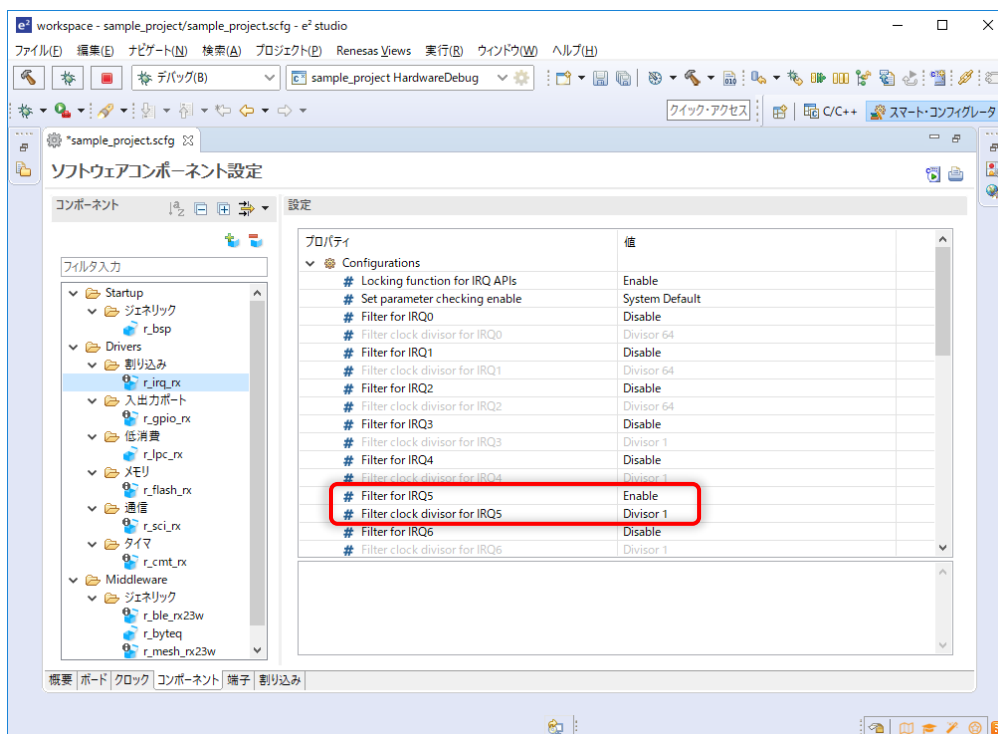 workspace - sample_project/sample_project.scfg - e² studio
ファイル(F) 編集(E) ナビゲート(N) 検索(A) プロジェクト(P) Renesas Views 実行(R) ウィンドウ(W) ヘルプ(H)
デバッグ(B) sample_project HardwareDebug
クイック・アクセス C/C++ スマート・コンフィグレータ
*sample_project.scfg
ソフトウェアコンポーネント設定
コンポーネント
設定
フィルタ入力
Startup
ジェネリック
r_bsp
Drivers
割り込み
r_irq_rx
入出力ポート
r_gpio_rx
低消費
r_lpc_rx
メモリ
r_flash_rx
通信
r_sci_rx
タイマ
r_cmt_rx
Middleware
ジェネリック
r_ble_rx23w
r_byteq
r_mesh_rx23w
プロパティ 値
Configurations
# Locking function for IRQ APIs Enable
# Set parameter checking enable System Default
# Filter for IRQ0 Disable
# Filter clock divisor for IRQ0 Divisor 64
# Filter for IRQ1 Disable
# Filter clock divisor for IRQ1 Divisor 64
# Filter for IRQ2 Disable
# Filter clock divisor for IRQ2 Divisor 64
# Filter for IRQ3 Disable
# Filter clock divisor for IRQ3 Divisor 1
# Filter for IRQ4 Disable
# Filter clock divisor for IRQ4 Divisor 1
# Filter for IRQ5 Enable
# Filter clock divisor for IRQ5 Divisor 1
# Filter for IRQ6 Disable
# Filter clock divisor for IRQ6 Divisor 1
概要 ボード クロック コンポーネント 端子 割り込み